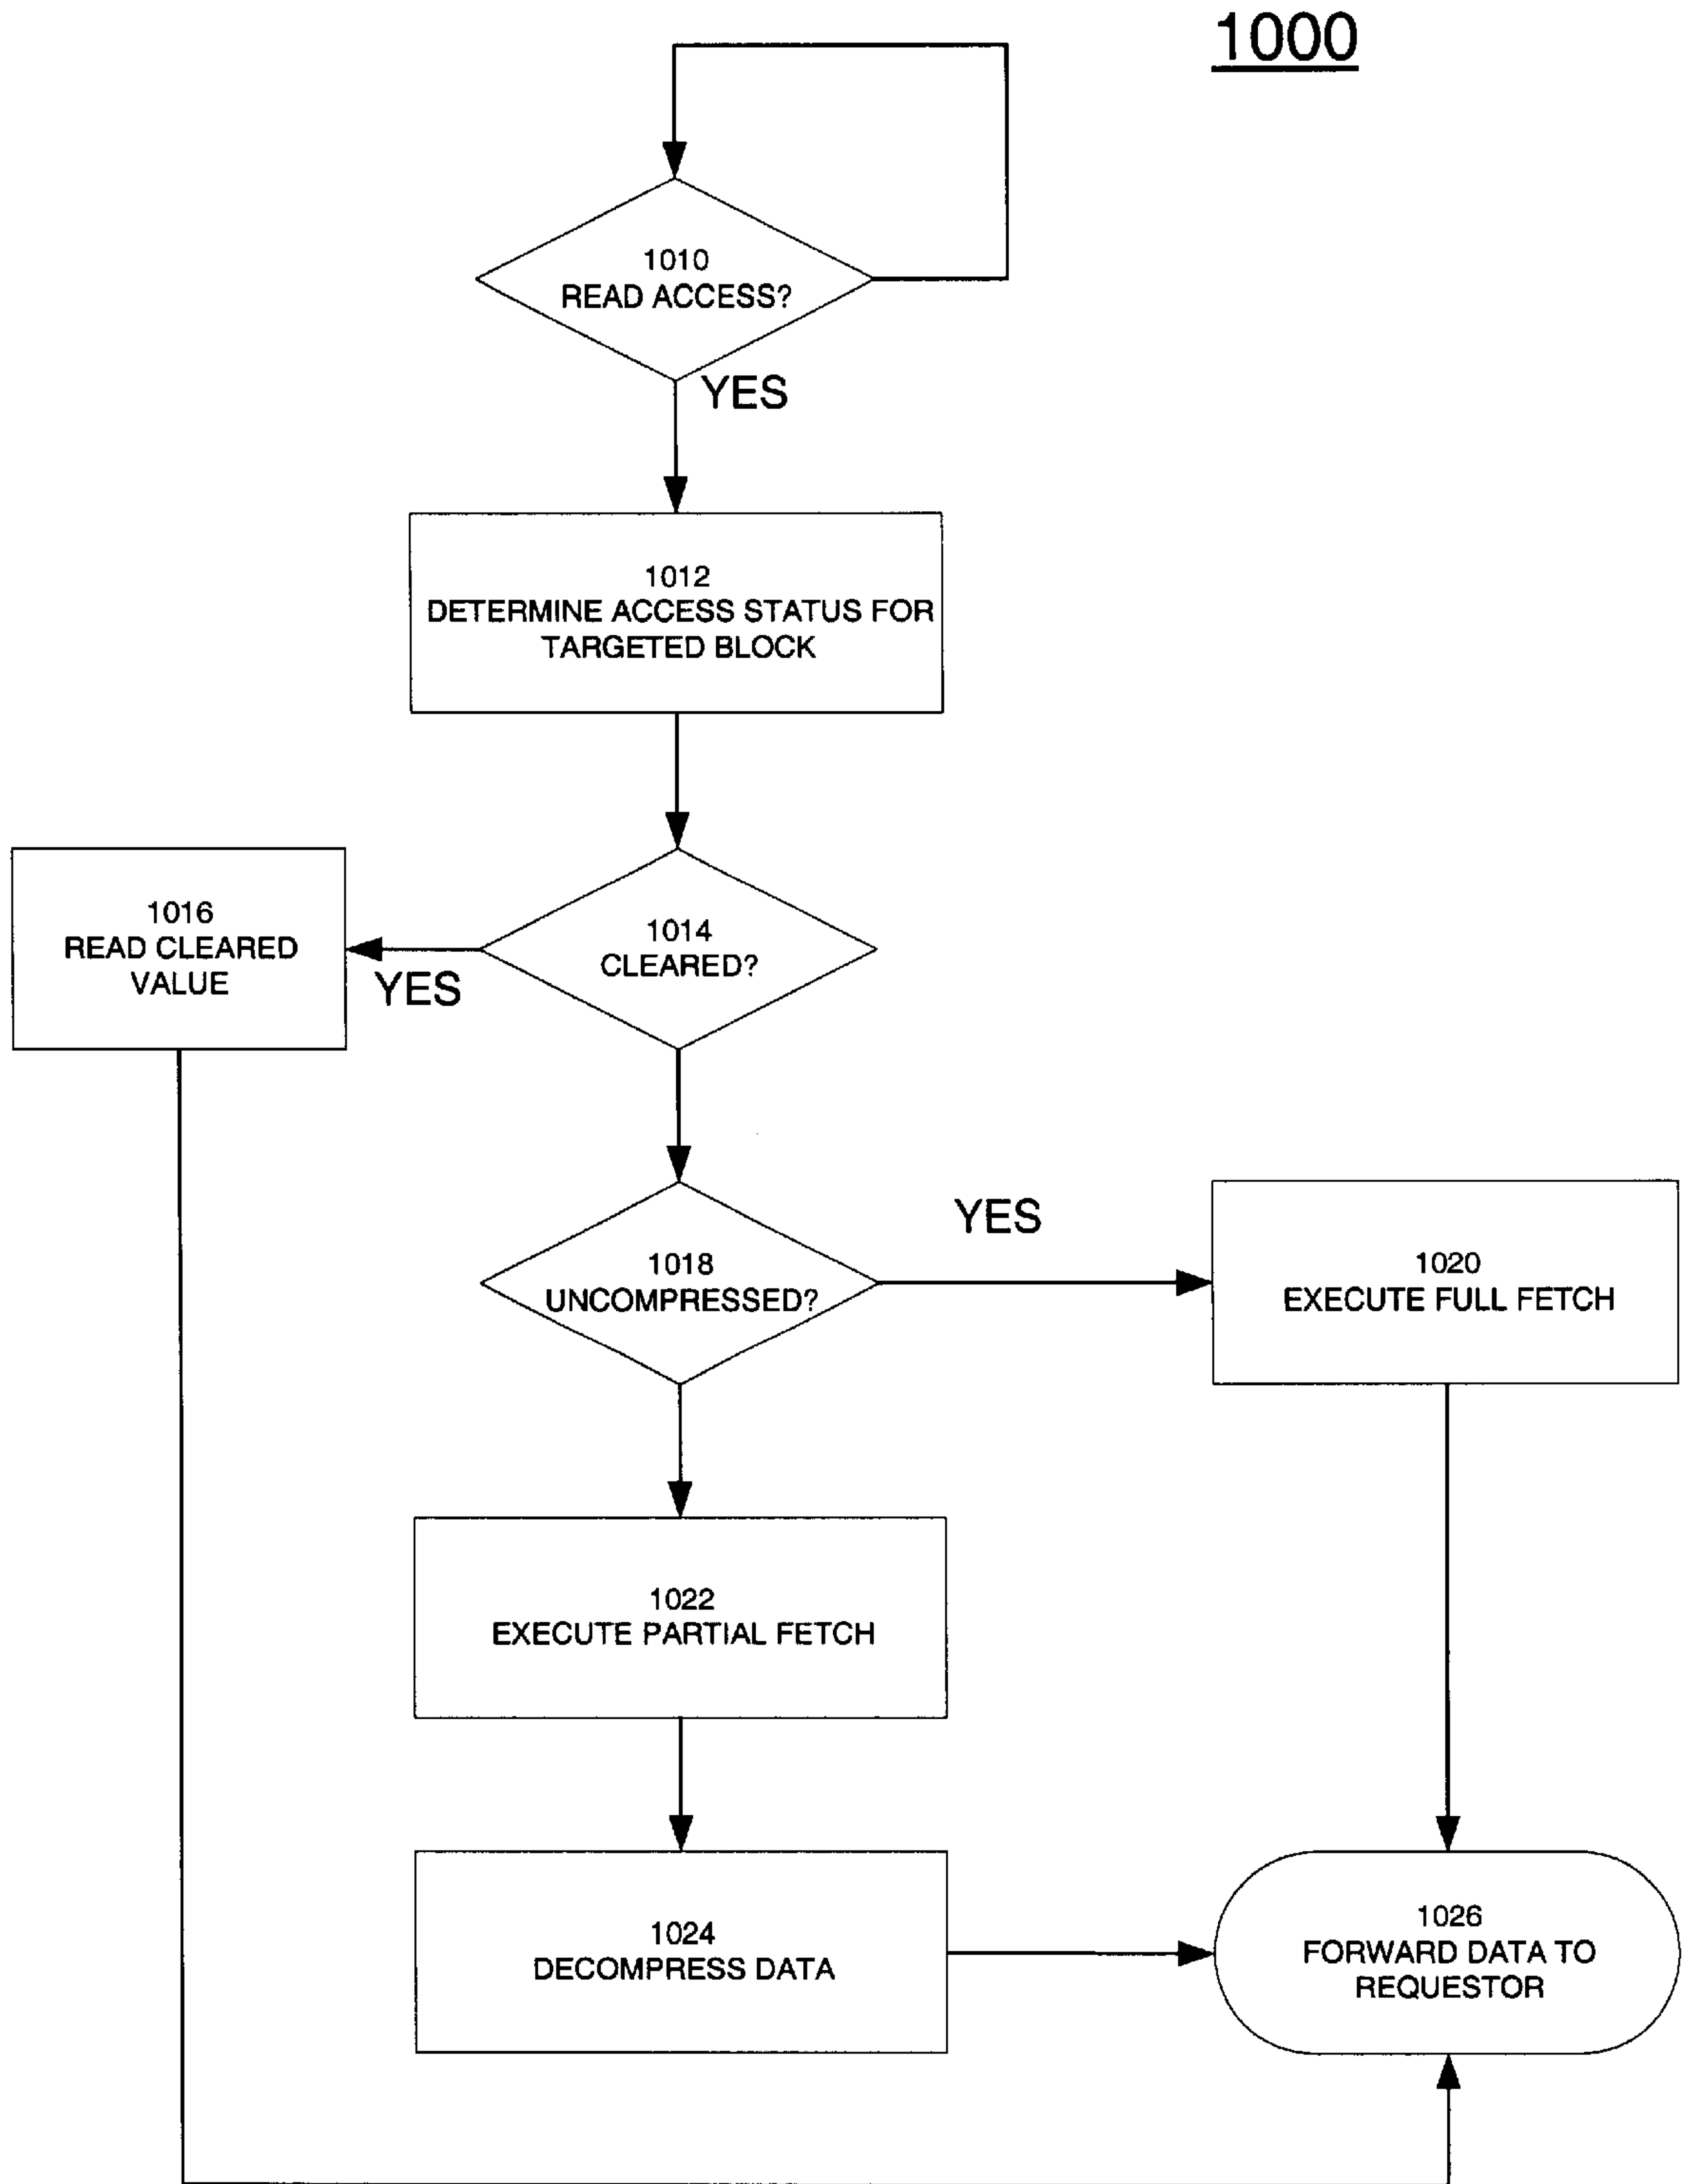 1000
1010
READ ACCESS?
YES
1012
DETERMINE ACCESS STATUS FOR
TARGETED BLOCK
1016
READ CLEARED
VALUE
YES
1014
CLEARED?
1018
UNCOMPRESSED?
YES
1020
EXECUTE FULL FETCH
1022
EXECUTE PARTIAL FETCH
1024
DECOMPRESS DATA
1026
FORWARD DATA TO
REQUESTOR